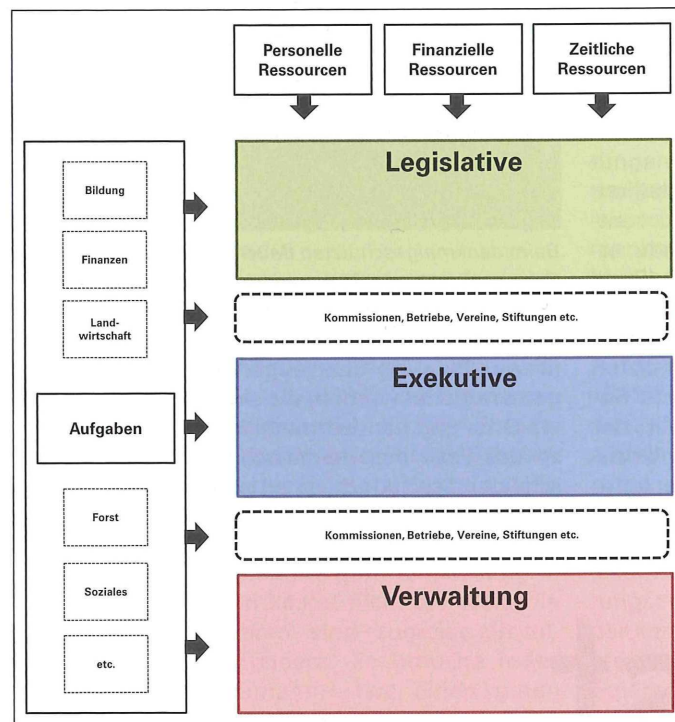 Personelle
Ressourcen
Finanzielle
Ressourcen
Zeitliche
Ressourcen
Bildung
Finanzen
Land-
wirtschaft
Aufgaben
Forst
Soziales
etc.
Legislative
Kommissionen, Betriebe, Vereine, Stiftungen etc.
Exekutive
Kommissionen, Betriebe, Vereine, Stiftungen etc.
Verwaltung